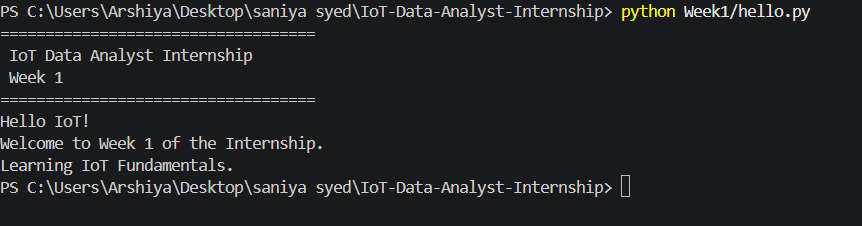 PS C:\Users\Arshiya\Desktop\saniya syed\IoT-Data-Analyst-Internship> python Week1/hello.py
===================================
 IoT Data Analyst Internship
 Week 1
===================================
Hello IoT!
Welcome to Week 1 of the Internship.
Learning IoT Fundamentals.
PS C:\Users\Arshiya\Desktop\saniya syed\IoT-Data-Analyst-Internship>